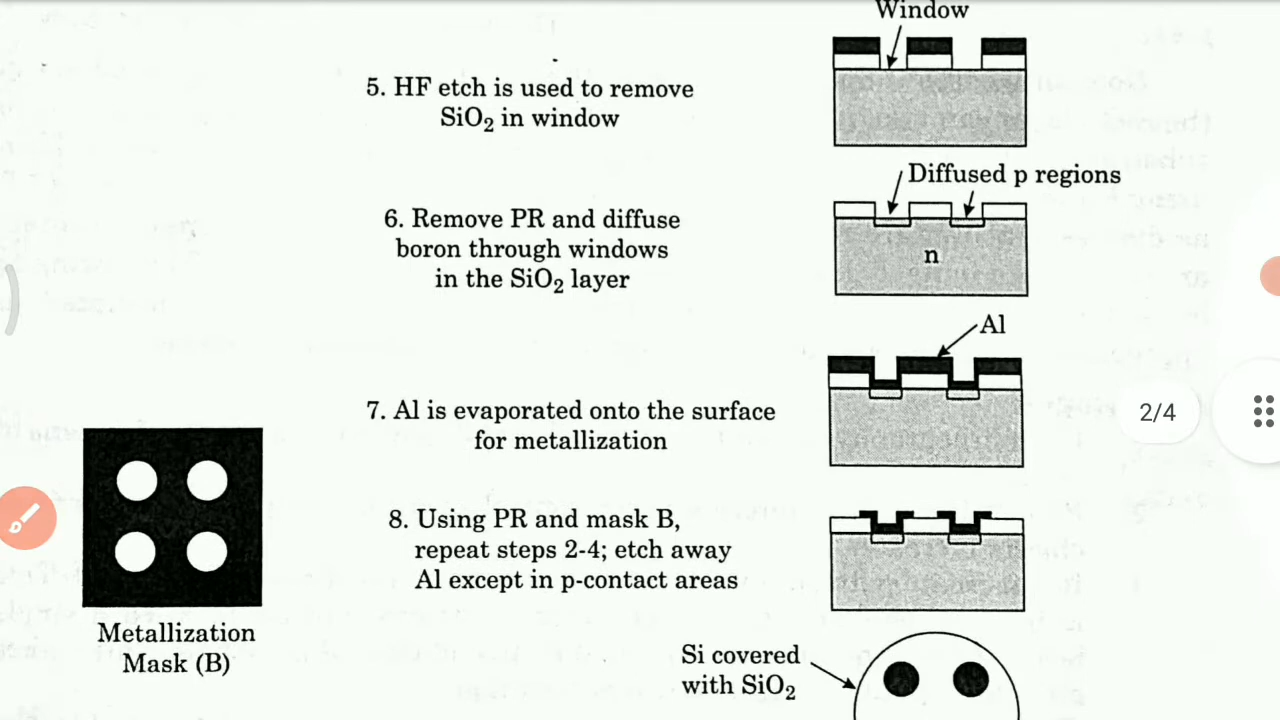 Window
5. HF etch is used to remove
SiO₂ in window
Diffused p regions
6. Remove PR and diffuse
boron through windows
in the SiO₂ layer
n
Al
7. Al is evaporated onto the surface
for metallization
2/4
8. Using PR and mask B,
repeat steps 2-4; etch away
Al except in p-contact areas
Metallization
Mask (B)
Si covered
with SiO₂